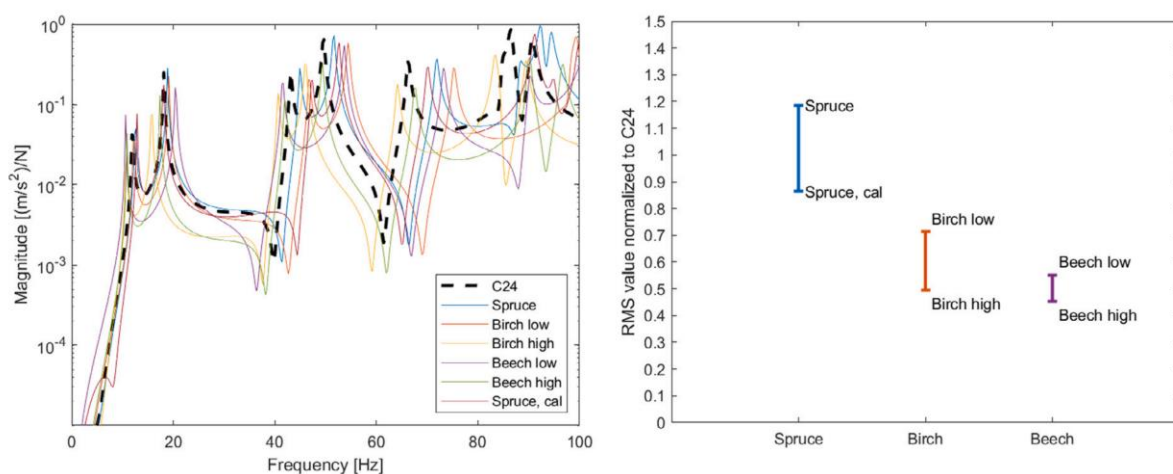 Magnitude [(m/s²)/N]
10⁰
10⁻¹
10⁻²
10⁻³
10⁻⁴
0 20 40 60 80 100
Frequency [Hz]
C24
Spruce
Birch low
Birch high
Beech low
Beech high
Spruce, cal
RMS value normalized to C24
1.5
1.4
1.3
1.2
1.1
1
0.9
0.8
0.7
0.6
0.5
0.4
0.3
0.2
0.1
0
Spruce
Spruce, cal
Birch low
Birch high
Beech low
Beech high
Spruce Birch Beech